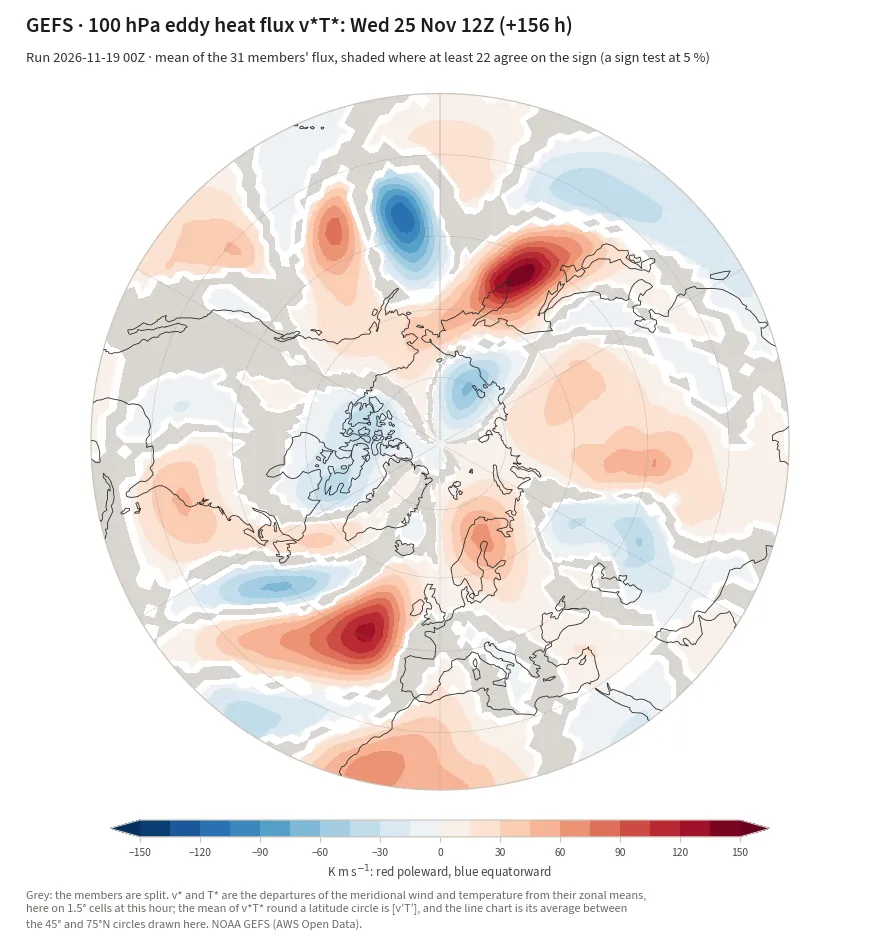 GEFS · 100 hPa eddy heat flux v*T*: Wed 25 Nov 12Z (+156 h)
Run 2026-11-19 00Z · mean of the 31 members' flux, shaded where at least 22 agree on the sign (a sign test at 5 %)
−150 −120 −90 −60 −30 0 30 60 90 120 150
K m s⁻¹: red poleward, blue equatorward
Grey: the members are split. v* and T* are the departures of the meridional wind and temperature from their zonal means,
here on 1.5° cells at this hour; the mean of v*T* round a latitude circle is [v′T′], and the line chart is its average between
the 45° and 75°N circles drawn here. NOAA GEFS (AWS Open Data).